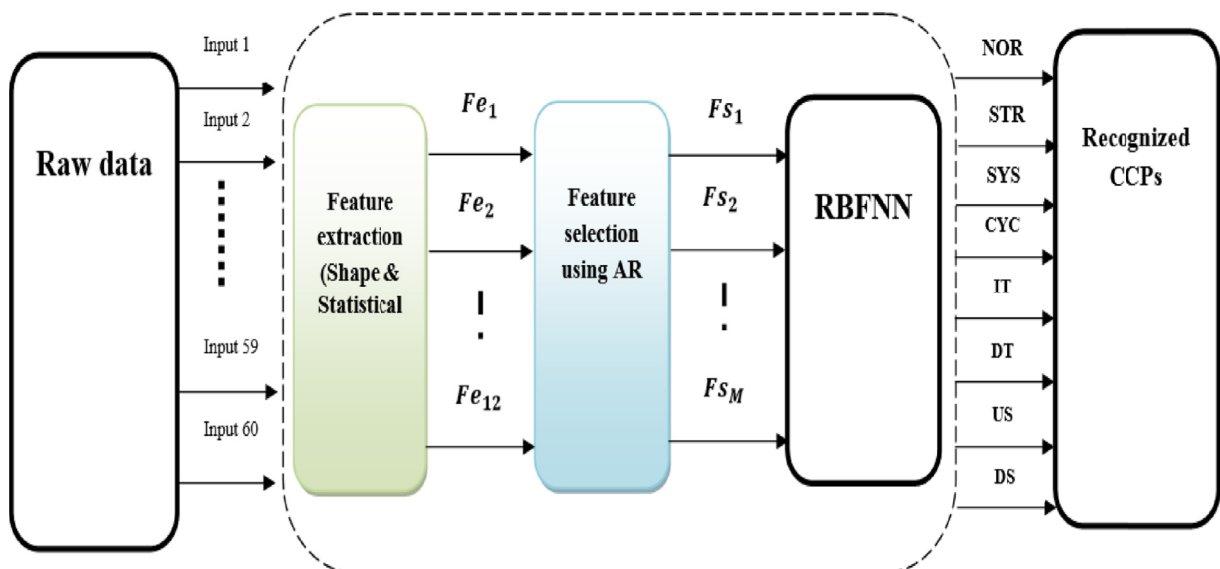 Raw data
Input 1
Input 2
Input 59
Input 60
Feature
extraction
(Shape &
Statistical
Fe₁
Fe₂
Fe₁₂
Feature
selection
using AR
Fs₁
Fs₂
Fs_M
RBFNN
NOR
STR
SYS
CYC
IT
DT
US
DS
Recognized
CCPs